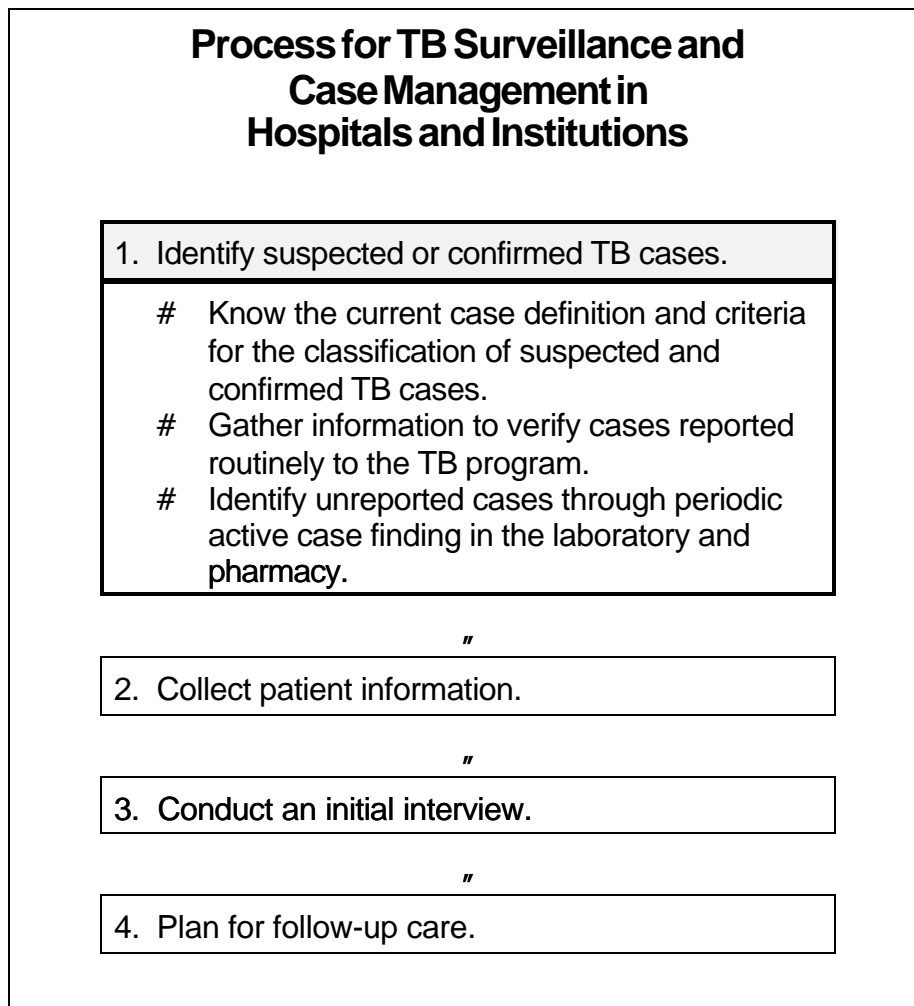 Process for TB Surveillance and
Case Management in
Hospitals and Institutions
1. Identify suspected or confirmed TB cases.
# Know the current case definition and criteria
for the classification of suspected and
confirmed TB cases.
# Gather information to verify cases reported
routinely to the TB program.
# Identify unreported cases through periodic
active case finding in the laboratory and
pharmacy.
"
2. Collect patient information.
"
3. Conduct an initial interview.
"
4. Plan for follow-up care.